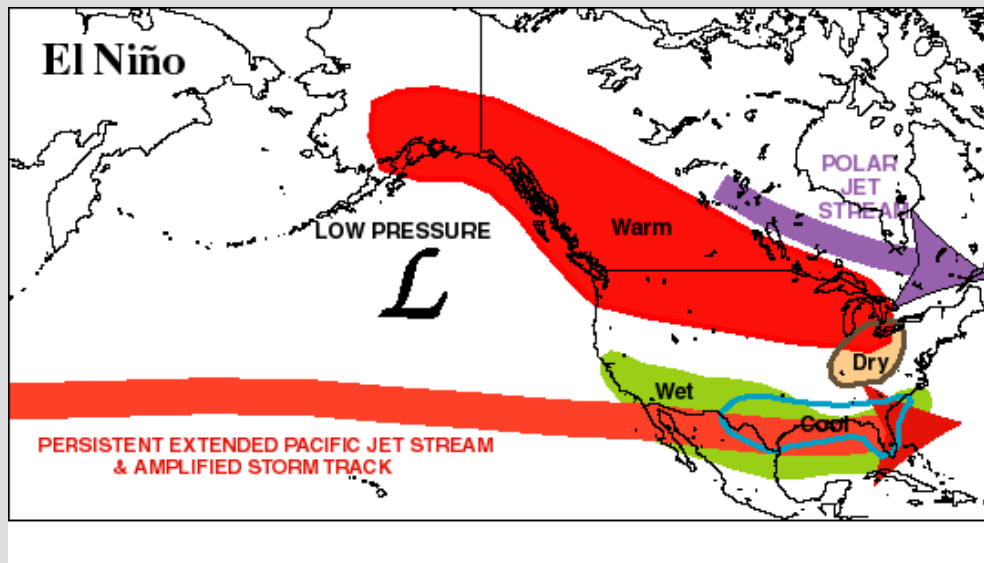 El Niño
POLAR
JET
STREAM
LOW PRESSURE
Warm
L
Dry
Wet
Cool
PERSISTENT EXTENDED PACIFIC JET STREAM
& AMPLIFIED STORM TRACK